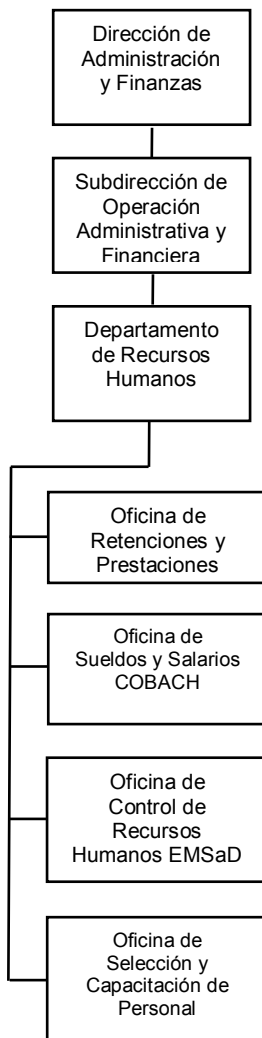 Dirección de
Administración
y Finanzas
Subdirección de
Operación
Administrativa y
Financiera
Departamento
de Recursos
Humanos
Oficina de
Retenciones y
Prestaciones
Oficina de
Sueldos y Salarios
COBACH
Oficina de
Control de
Recursos
Humanos EMSaD
Oficina de
Selección y
Capacitación de
Personal